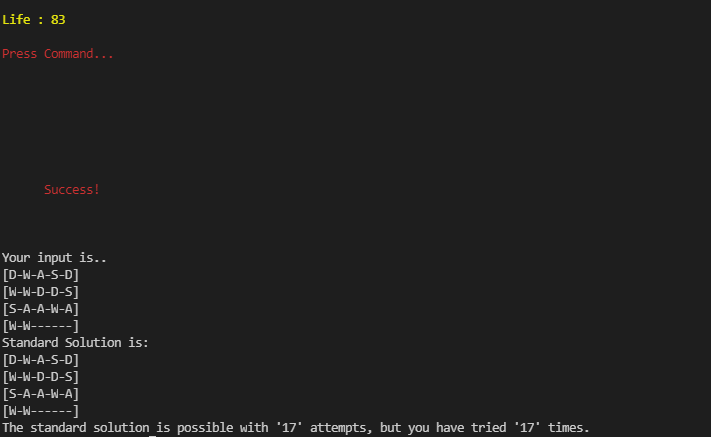 Life : 83
Press Command...
Success!
Your input is..
[D-W-A-S-D]
[W-W-D-D-S]
[S-A-A-W-A]
[W-W------]
Standard Solution is:
[D-W-A-S-D]
[W-W-D-D-S]
[S-A-A-W-A]
[W-W------]
The standard solution is possible with '17' attempts, but you have tried '17' times.